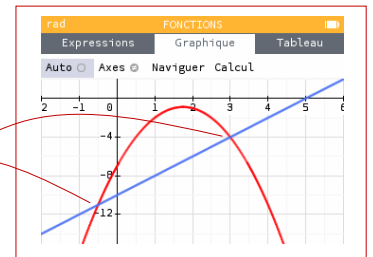 rad FONCTIONS
Expressions Graphique Tableau
Auto Axes Naviguer Calcul
2 -1 0 1 2 3 4 5 6
-4
-8
-12